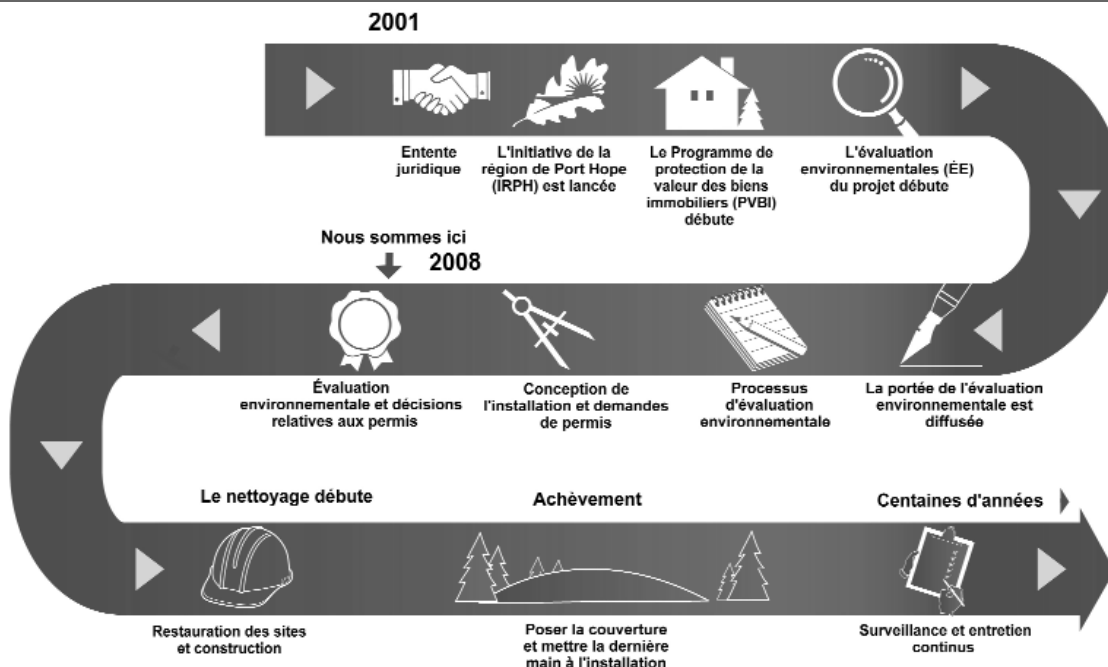 2001
Entente
juridique
L'initiative de la
région de Port Hope
(IRPH) est lancée
Le Programme de
protection de la
valeur des biens
immobiliers (PVBI)
débute
L'évaluation
environnementales (ÉE)
du projet débute
Nous sommes ici
2008
La portée de l'évaluation
environnementale est
diffusée
Processus
d'évaluation
environnementale
Conception de
l'installation et demandes
de permis
Évaluation
environnementale et décisions
relatives aux permis
Le nettoyage débute
Restauration des sites
et construction
Achèvement
Poser la couverture
et mettre la dernière
main à l'installation
Centaines d'années
Surveillance et entretien
continus